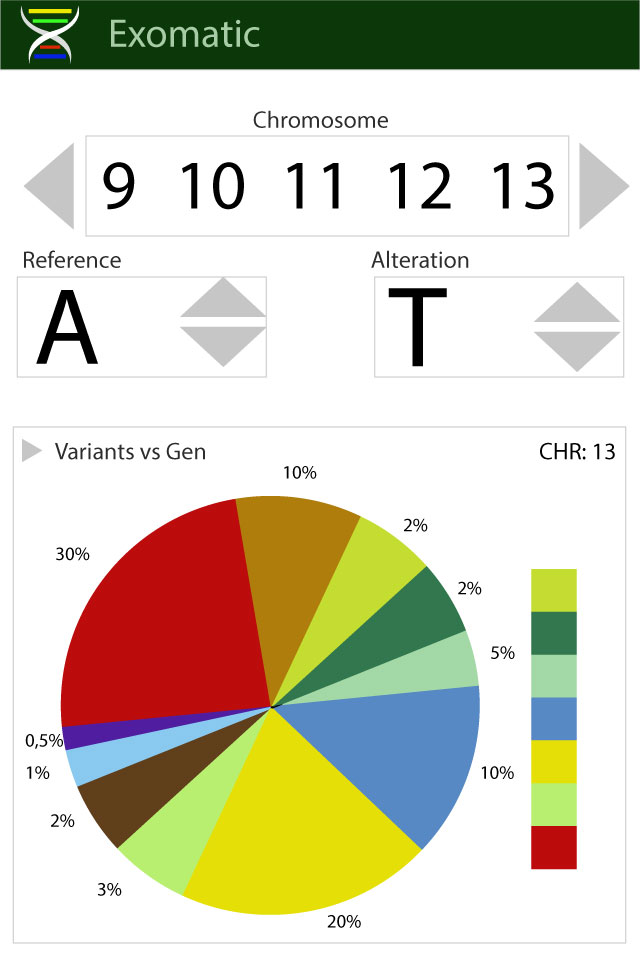 Exomatic
Chromosome
9 10 11 12 13
Reference
Alteration
A
T
Variants vs Gen
CHR: 13
10%
2%
30%
2%
5%
0,5%
1%
10%
2%
3%
20%